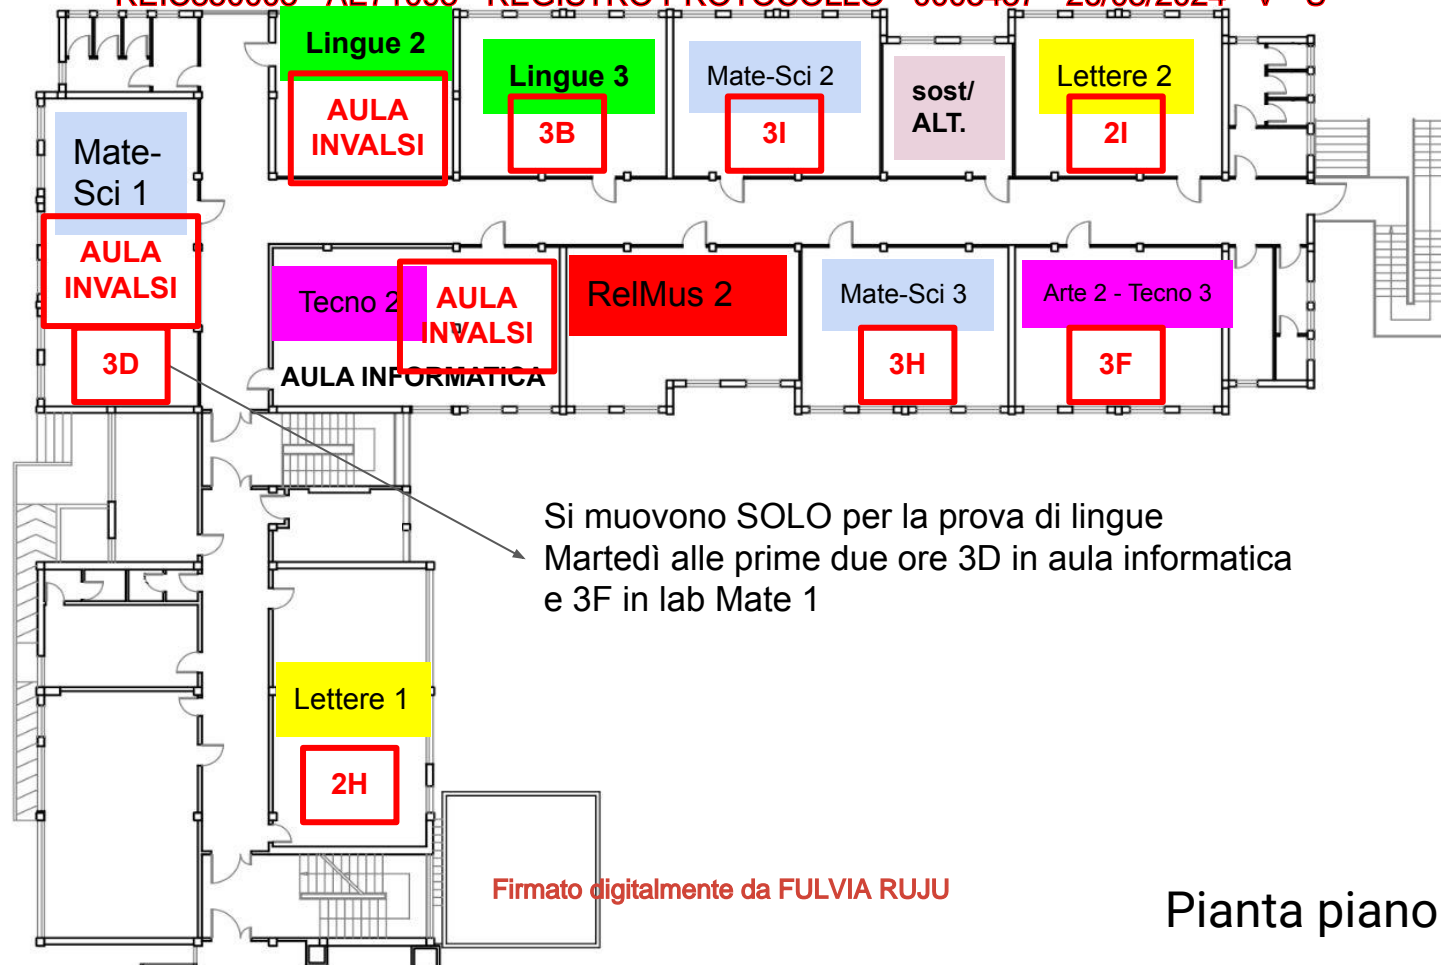 Lingue 2
AULA
INVALSI
Lingue 3
3B
Mate-Sci 2
3I
sost/
ALT.
Lettere 2
2I
Mate-
Sci 1
AULA
INVALSI
3D
Tecno 2
AULA
INVALSI
AULA INFORMATICA
RelMus 2
Mate-Sci 3
3H
Arte 2 - Tecno 3
3F
Si muovono SOLO per la prova di lingue
Martedì alle prime due ore 3D in aula informatica
e 3F in lab Mate 1
Lettere 1
2H
Firmato digitalmente da FULVIA RUJU
Pianta piano